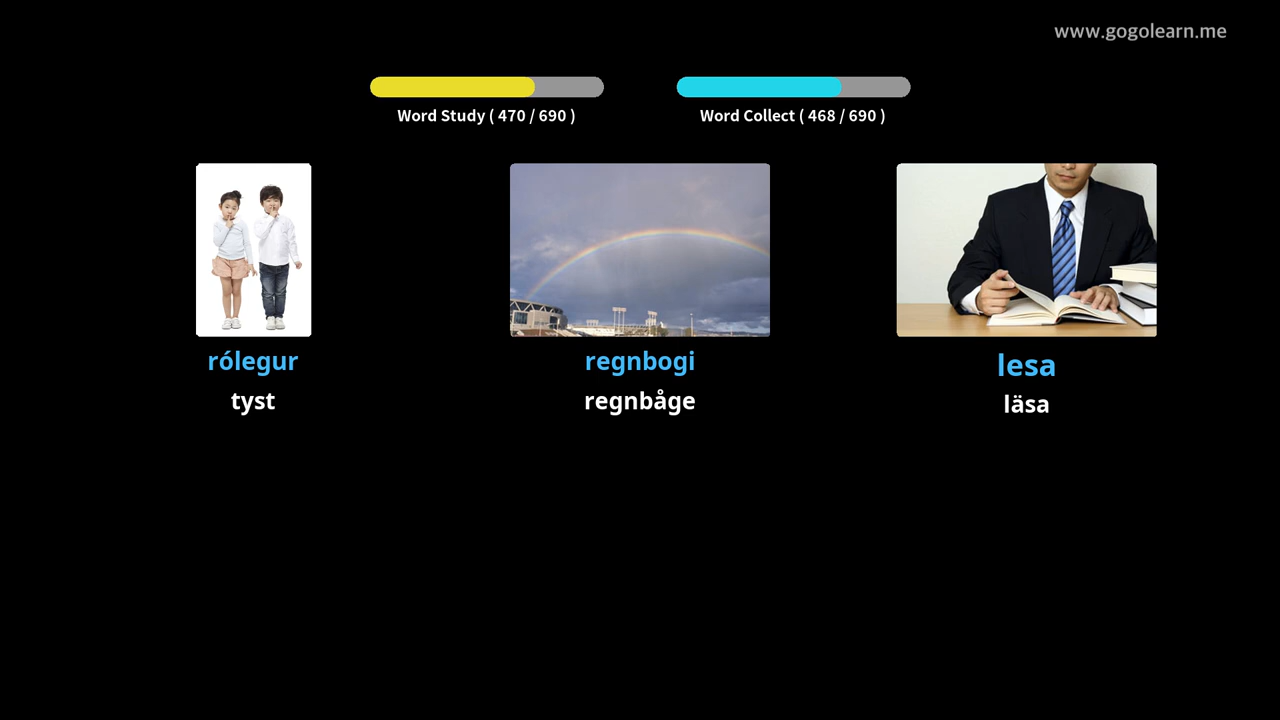 www.gogolearn.me
Word Study ( 470 / 690 )
Word Collect ( 468 / 690 )
rólegur
tyst
regnbogi
regnbåge
lesa
läsa